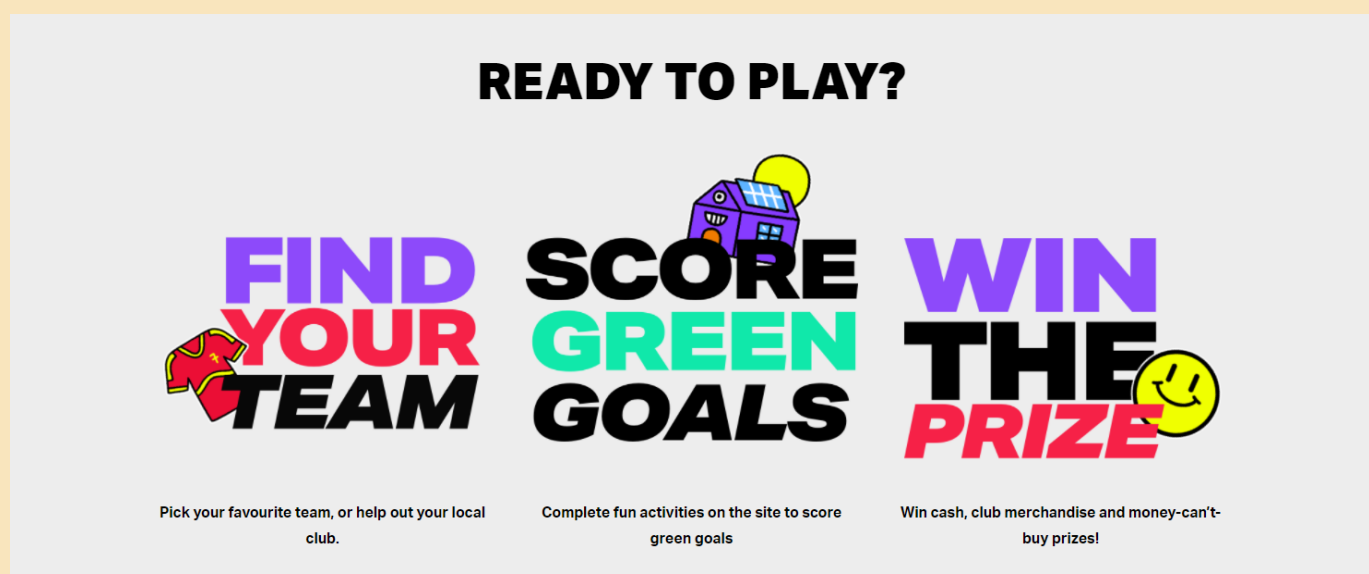 READY TO PLAY?
FIND
YOUR
TEAM
Pick your favourite team, or help out your local
club.
SCORE
GREEN
GOALS
Complete fun activities on the site to score
green goals
WIN
THE
PRIZE
Win cash, club merchandise and money-can't-
buy prizes!